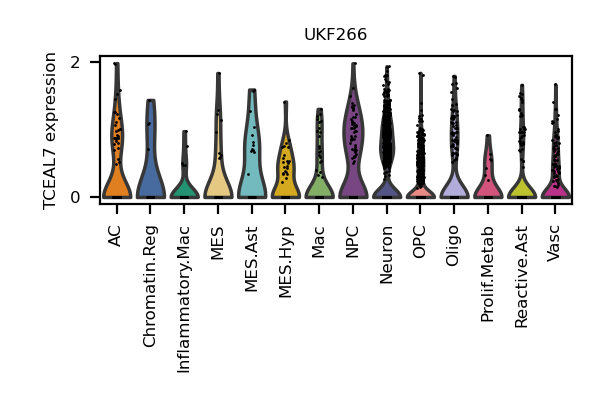 UKF266
TCEAL7 expression
2
0
AC
Chromatin.Reg
Inflammatory.Mac
MES
MES.Ast
MES.Hyp
Mac
NPC
Neuron
OPC
Oligo
Prolif.Metab
Reactive.Ast
Vasc